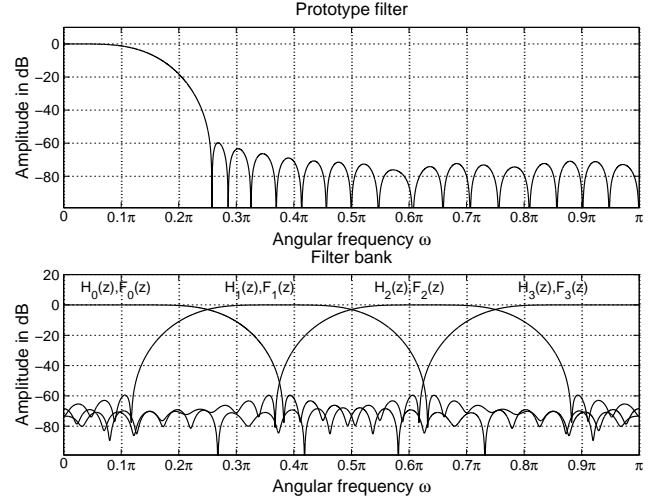 Prototype filter
Amplitude in dB
0
−20
−40
−60
−80
0 0.1π 0.2π 0.3π 0.4π 0.5π 0.6π 0.7π 0.8π 0.9π π
Angular frequency ω
Filter bank
Amplitude in dB
20
0
−20
−40
−60
−80
H0(z),F0(z) H1(z),F1(z) H2(z),F2(z) H3(z),F3(z)
0 0.1π 0.2π 0.3π 0.4π 0.5π 0.6π 0.7π 0.8π 0.9π π
Angular frequency ω